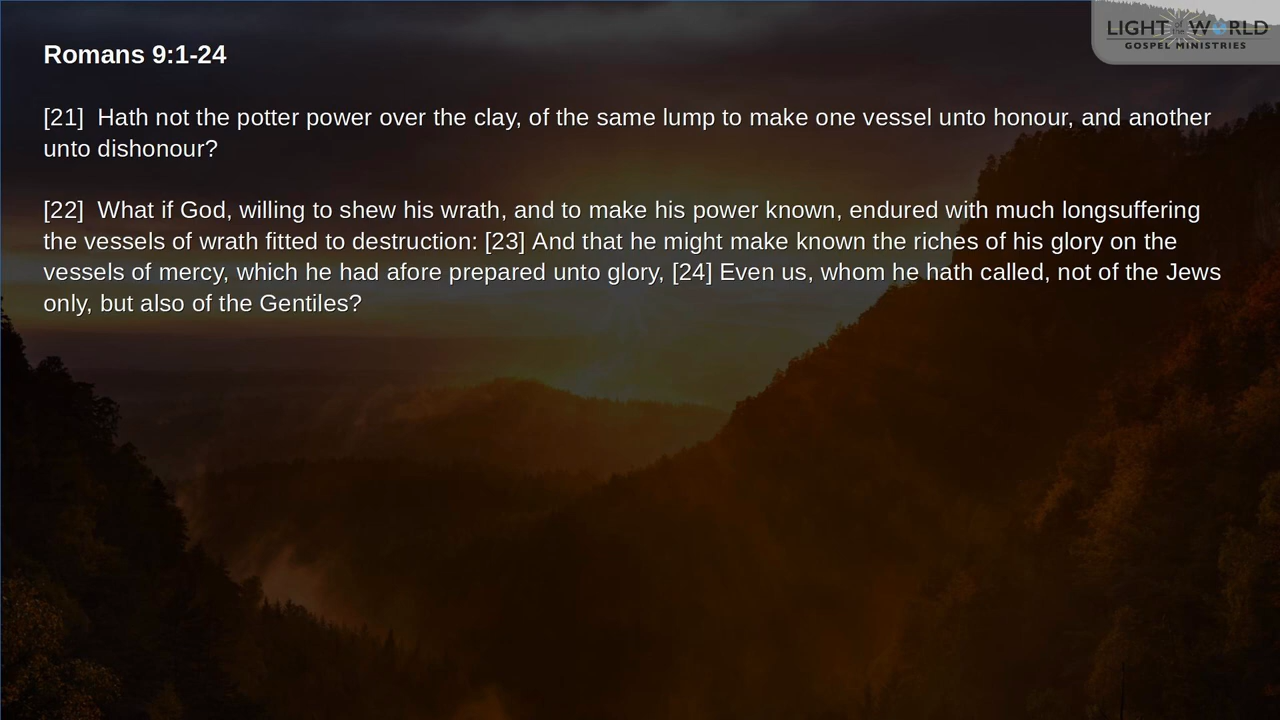 LIGHT of the WORLD
GOSPEL MINISTRIES
Romans 9:1-24
[21]  Hath not the potter power over the clay, of the same lump to make one vessel unto honour, and another
unto dishonour?
[22]  What if God, willing to shew his wrath, and to make his power known, endured with much longsuffering
the vessels of wrath fitted to destruction: [23] And that he might make known the riches of his glory on the
vessels of mercy, which he had afore prepared unto glory, [24] Even us, whom he hath called, not of the Jews
only, but also of the Gentiles?